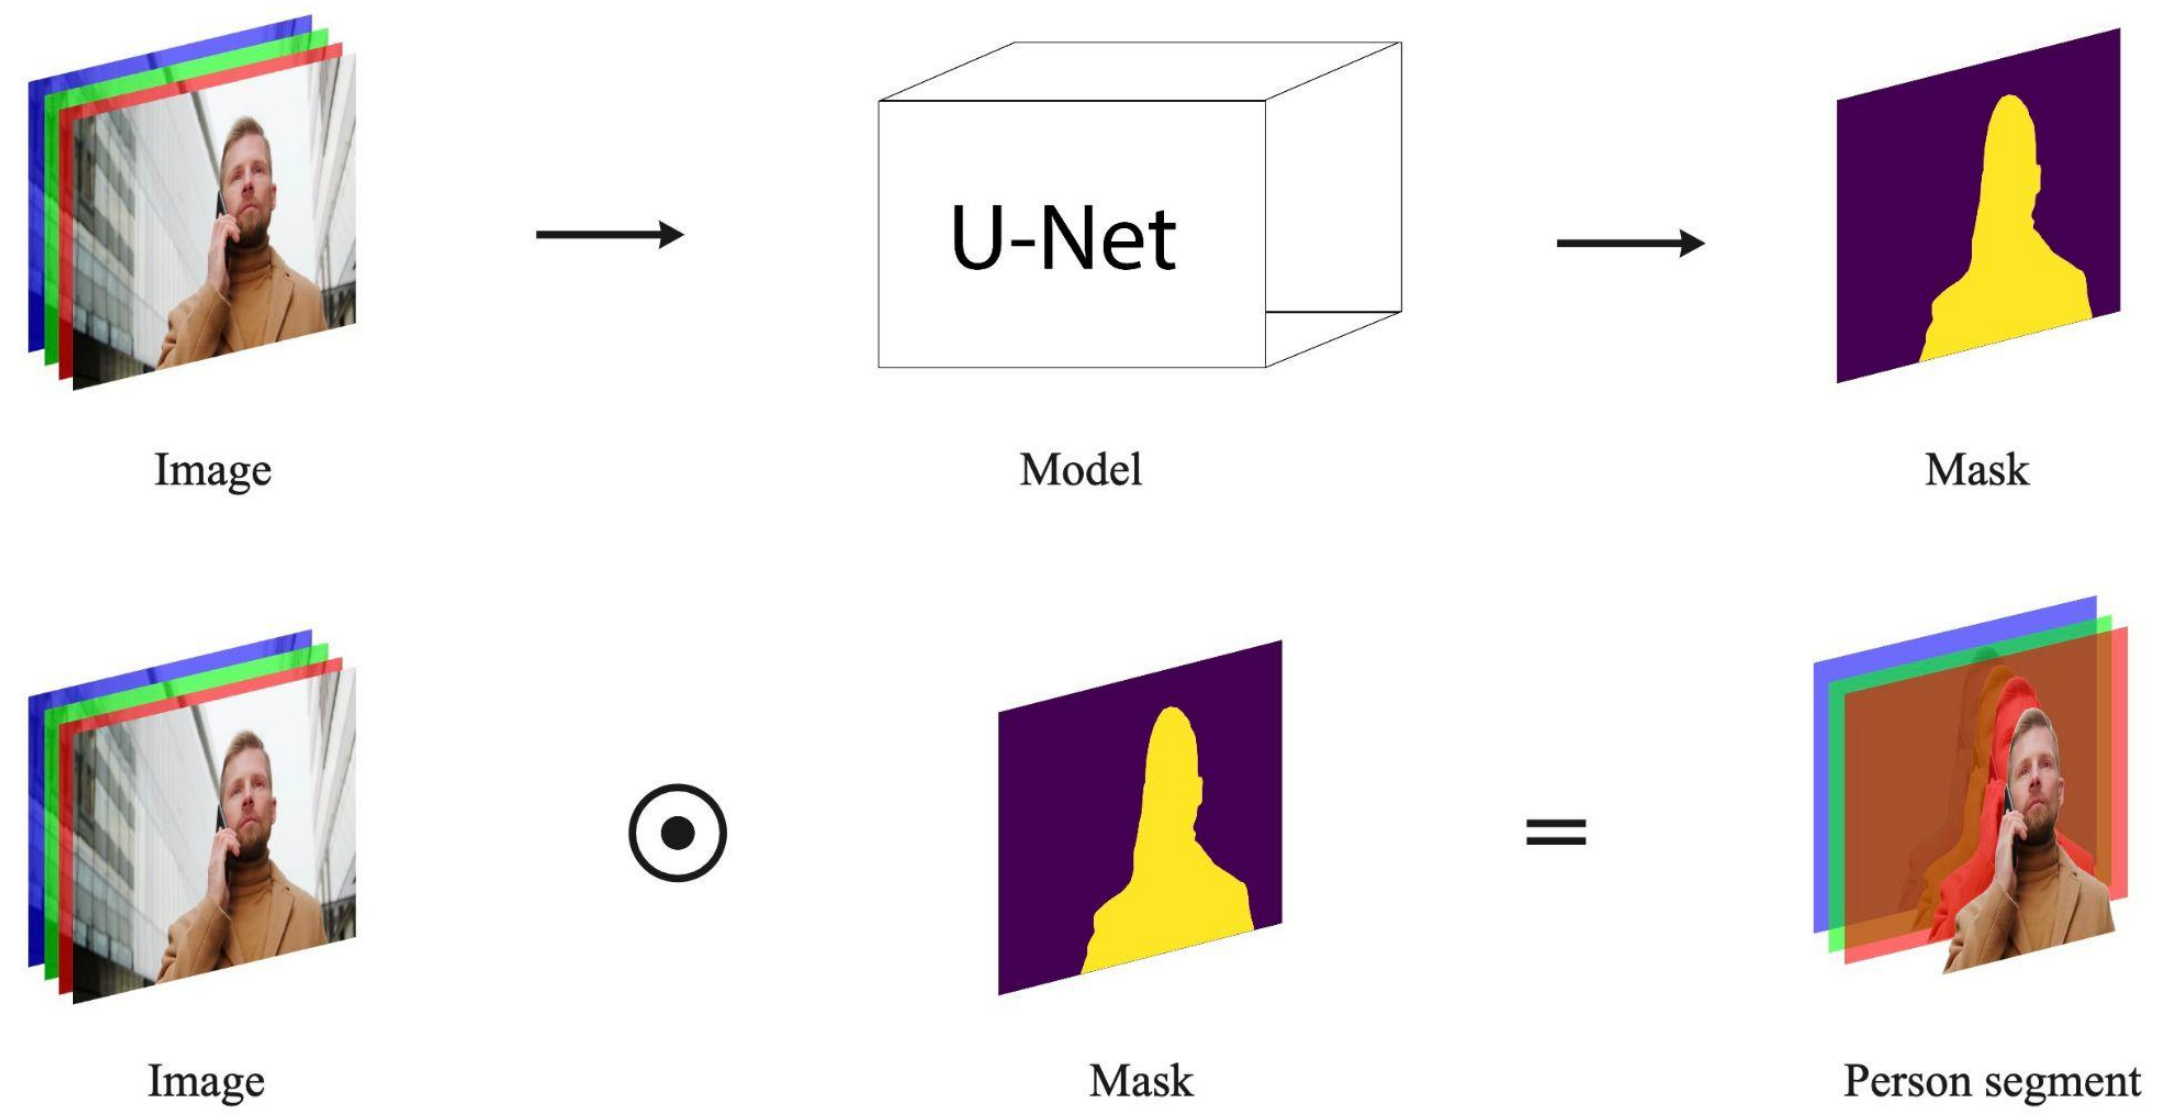 U-Net
Image
Model
Mask
=
Image
Mask
Person segment